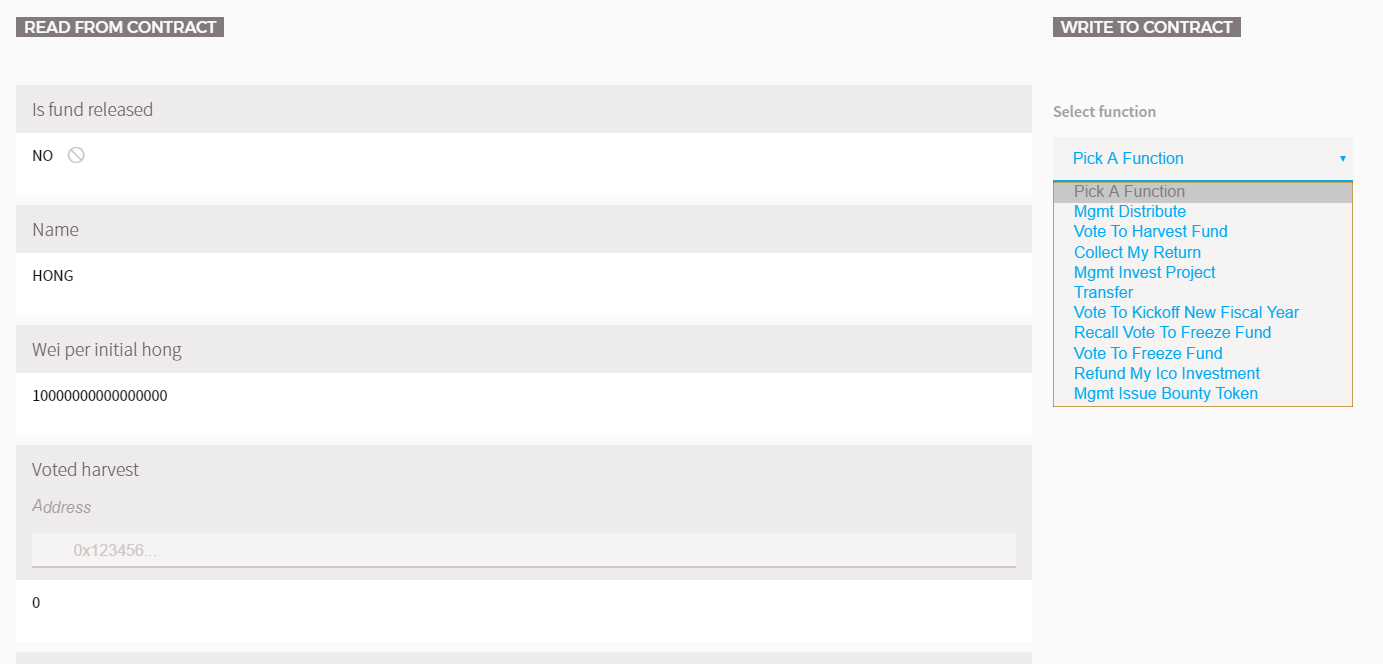 READ FROM CONTRACT
Is fund released
NO
Name
HONG
Wei per initial hong
10000000000000000
Voted harvest
Address
0x123456...
0
WRITE TO CONTRACT
Select function
Pick A Function
Pick A Function
Mgmt Distribute
Vote To Harvest Fund
Collect My Return
Mgmt Invest Project
Transfer
Vote To Kickoff New Fiscal Year
Recall Vote To Freeze Fund
Vote To Freeze Fund
Refund My Ico Investment
Mgmt Issue Bounty Token